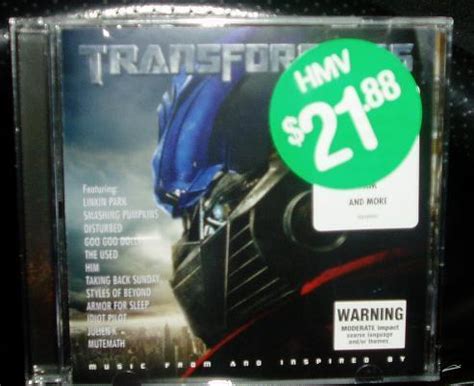 TRANSFORMERS
HMV
$21.88
AND MORE
Featuring:
LINKIN PARK
SMASHING PUMPKINS
DISTURBED
GOO GOO DOLLS
THE USED
HIM
TAKING BACK SUNDAY
STYLES OF BEYOND
ARMOR FOR SLEEP
IDIOT PILOT
JULIEN-K
MUTEMATH
WARNING
MODERATE impact
coarse language
and/or themes
MUSIC FROM AND INSPIRED BY